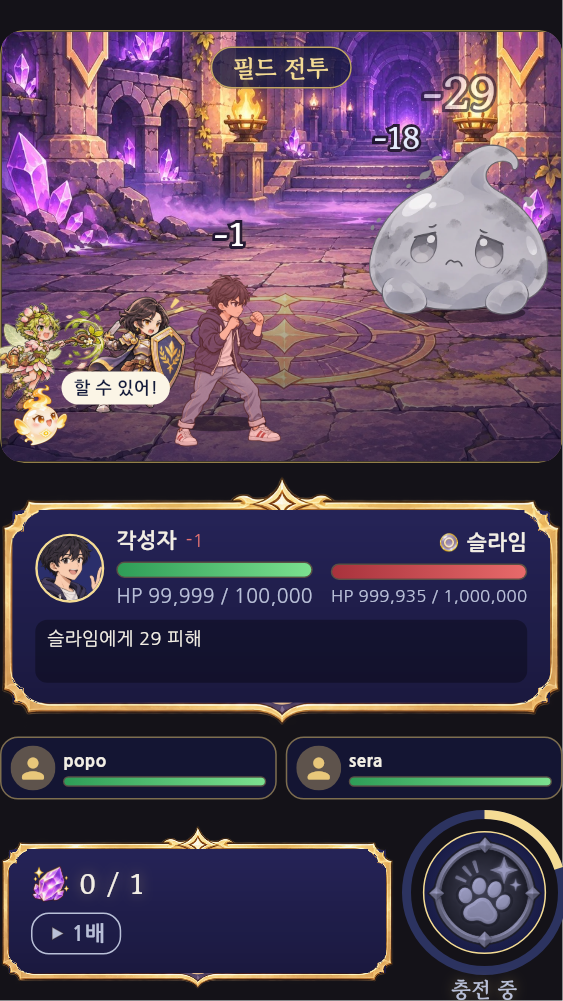 필드 전투
-29
-18
-1
할 수 있어!
각성자 -1
슬라임
HP 99,999 / 100,000
HP 999,935 / 1,000,000
슬라임에게 29 피해
popo
sera
0 / 1
1배
충전 중